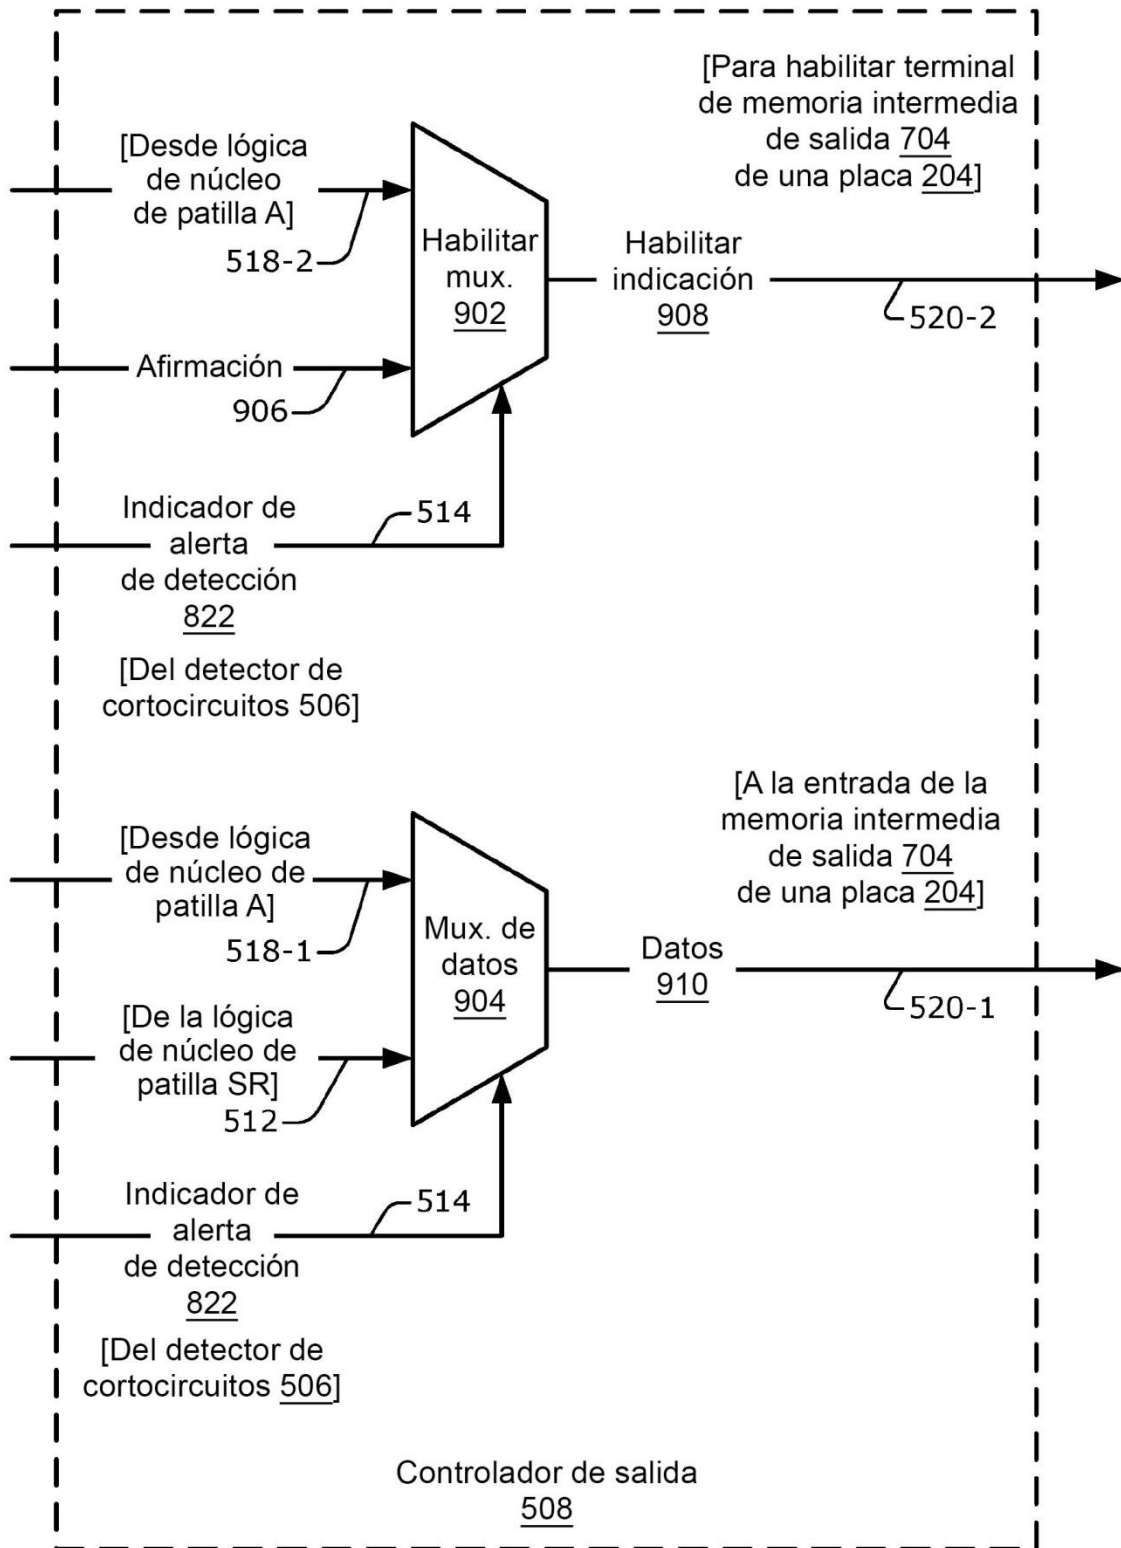 [Para habilitar terminal
de memoria intermedia
de salida 704
de una placa 204]
[Desde lógica
de núcleo
de patilla A]
518-2
Habilitar
mux.
902
Habilitar
indicación
908
520-2
Afirmación
906
Indicador de
alerta
de detección
822
514
[Del detector de
cortocircuitos 506]
[A la entrada de la
memoria intermedia
de salida 704
de una placa 204]
[Desde lógica
de núcleo de
patilla A]
518-1
Mux. de
datos
904
Datos
910
520-1
[De la lógica
de núcleo de
patilla SR]
512
Indicador de
alerta
de detección
822
514
[Del detector de
cortocircuitos 506]
Controlador de salida
508